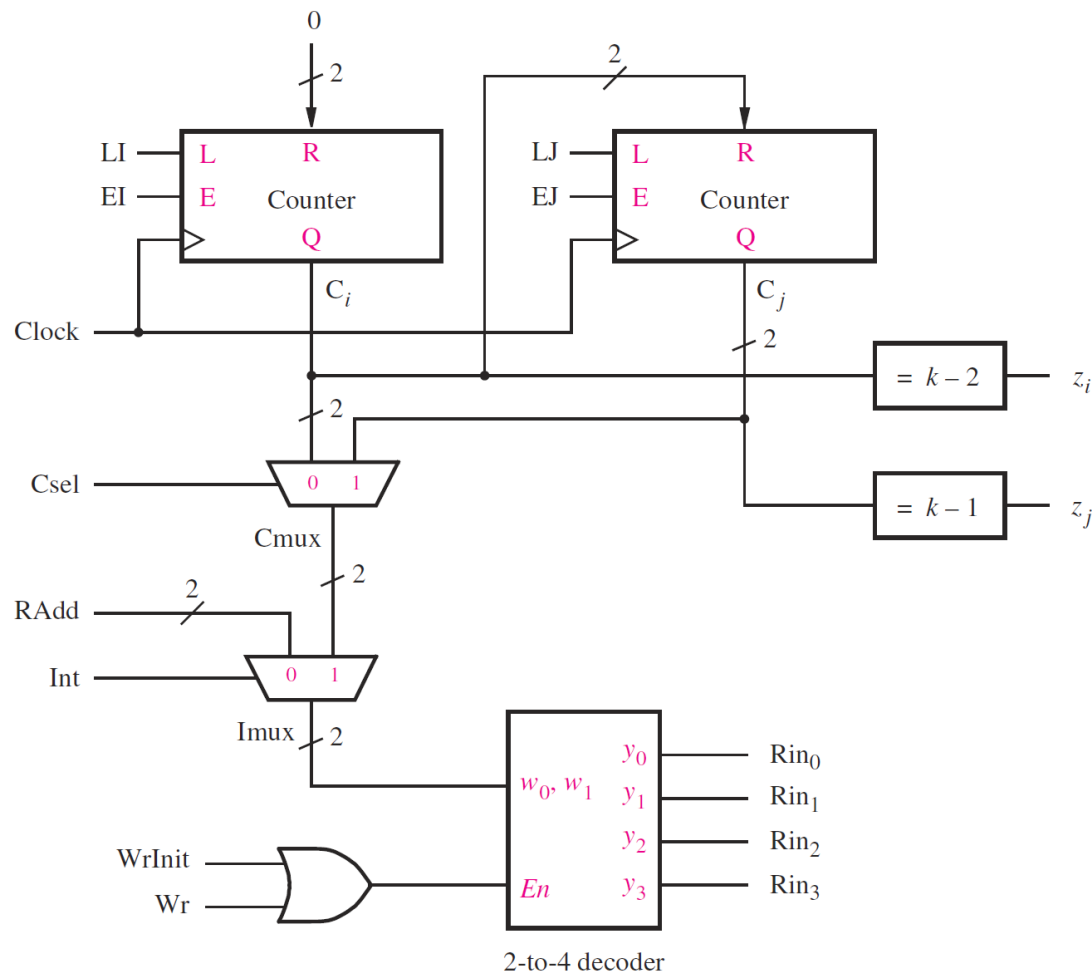 0
2
2
LI L R
EI E Counter
Q
LJ L R
EJ E Counter
Q
C_i
C_j
Clock
2
= k – 2 z_i
2
Csel 0 1
= k – 1 z_j
Cmux
2
2
RAdd
Int 0 1
Imux 2
w_0, w_1
y_0 Rin_0
y_1 Rin_1
y_2 Rin_2
y_3 Rin_3
WrInit
Wr
En
2-to-4 decoder